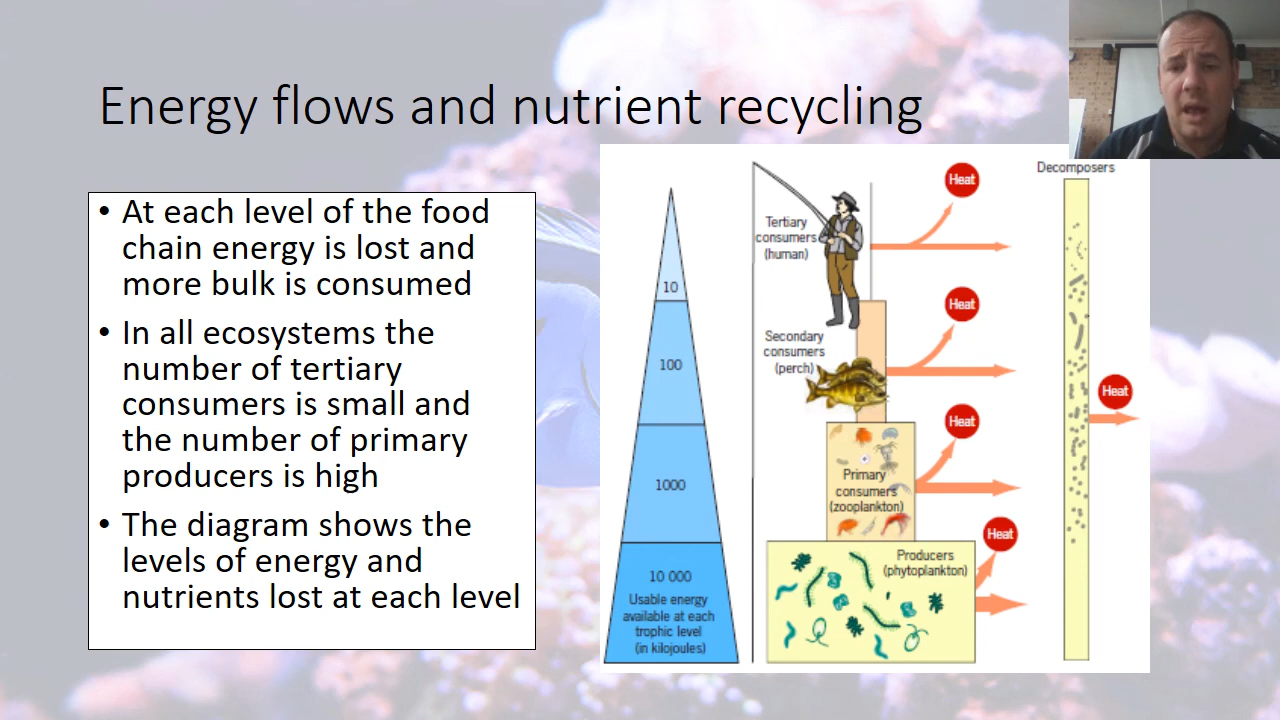 Energy flows and nutrient recycling
• At each level of the food
chain energy is lost and
more bulk is consumed
• In all ecosystems the
number of tertiary
consumers is small and
the number of primary
producers is high
• The diagram shows the
levels of energy and
nutrients lost at each level
10
100
1000
10 000
Usable energy
available at each
trophic level
(in kilojoules)
Tertiary
consumers
(human)
Heat
Secondary
consumers
(perch)
Heat
Primary
consumers
(zooplankton)
Heat
Producers
(phytoplankton)
Heat
Decomposers
Heat